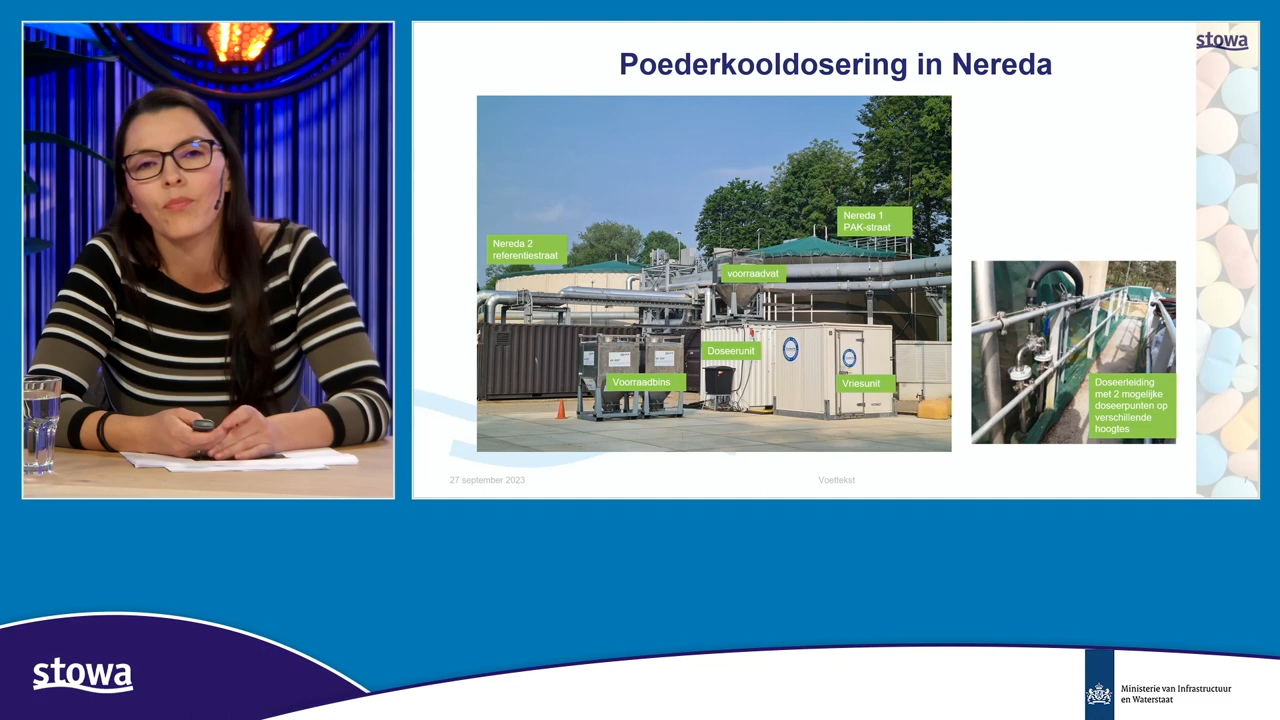 stowa
Poederkooldosering in Nereda
Nereda 1
PAK-straat
Nereda 2
referentiestraat
voorraadvat
Doseerunit
Voorraadbins
Vriesunit
Doseerleiding
met 2 mogelijke
doseerpunten op
verschillende
hoogtes
27 september 2023
Voettekst
stowa
Ministerie van Infrastructuur
en Waterstaat